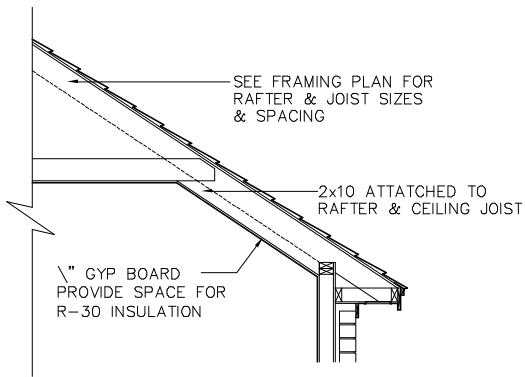 SEE FRAMING PLAN FOR
RAFTER & JOIST SIZES
& SPACING
2x10 ATTATCHED TO
RAFTER & CEILING JOIST
\" GYP BOARD
PROVIDE SPACE FOR
R-30 INSULATION